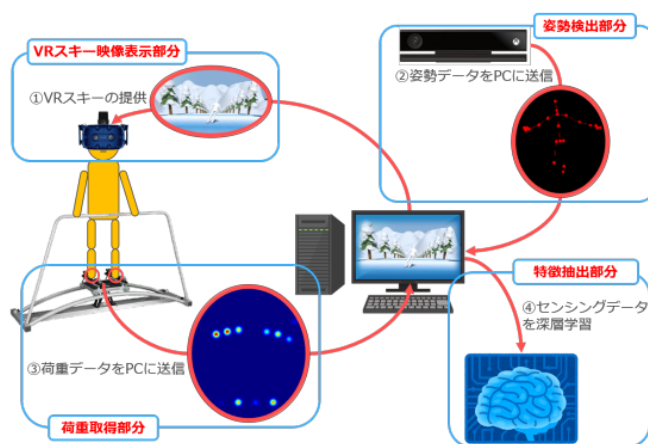 VRスキー映像表示部分
①VRスキーの提供
姿勢検出部分
②姿勢データをPCに送信
特徴抽出部分
④センシングデータ
を深層学習
③荷重データをPCに送信
荷重取得部分